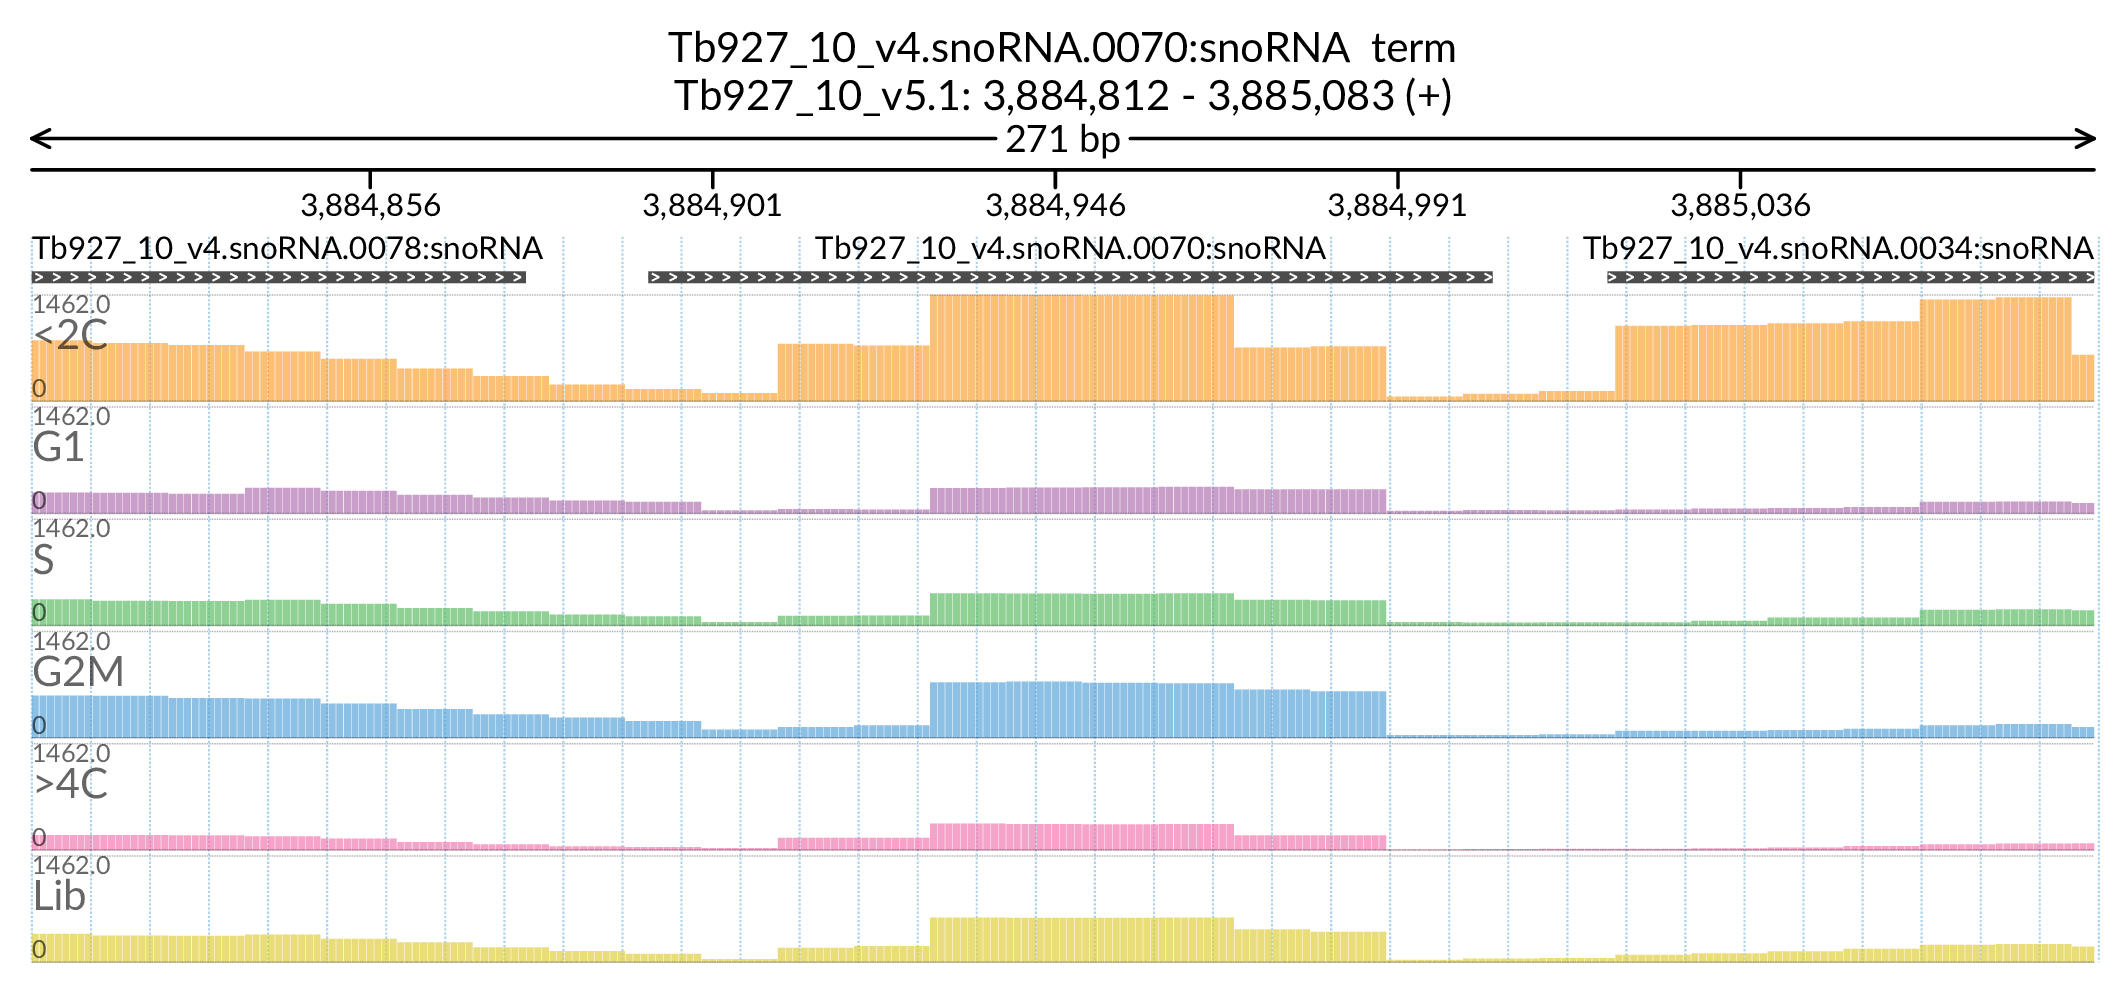 Tb927_10_v4.snoRNA.0070:snoRNA term
Tb927_10_v5.1: 3,884,812 - 3,885,083 (+)
271 bp
3,884,856 3,884,901 3,884,946 3,884,991 3,885,036
Tb927_10_v4.snoRNA.0078:snoRNA Tb927_10_v4.snoRNA.0070:snoRNA Tb927_10_v4.snoRNA.0034:snoRNA
1462.0
<2C
0
1462.0
G1
0
1462.0
S
0
1462.0
G2M
0
1462.0
>4C
0
1462.0
Lib
0